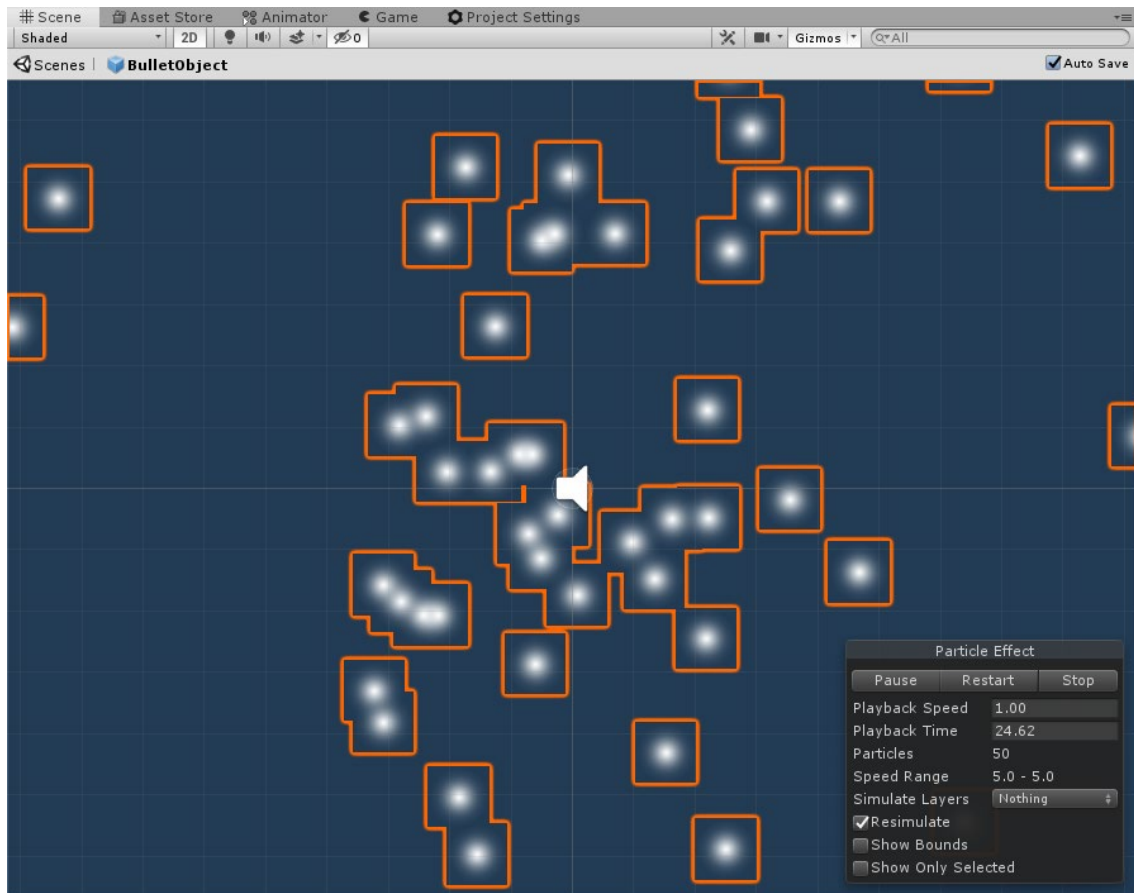 Scene Asset Store Animator Game Project Settings
Shaded 2D 0 Gizmos All
Scenes | BulletObject Auto Save
Particle Effect
Pause Restart Stop
Playback Speed 1.00
Playback Time 24.62
Particles 50
Speed Range 5.0 - 5.0
Simulate Layers Nothing
Resimulate
Show Bounds
Show Only Selected